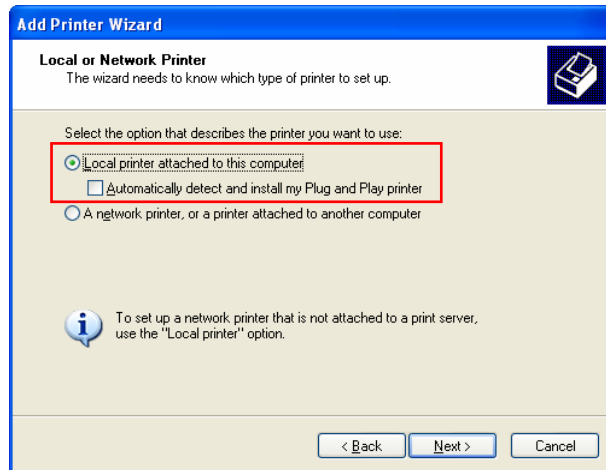 Add Printer Wizard
Local or Network Printer
The wizard needs to know which type of printer to set up.
Select the option that describes the printer you want to use:
Local printer attached to this computer
Automatically detect and install my Plug and Play printer
A network printer, or a printer attached to another computer
To set up a network printer that is not attached to a print server,
use the "Local printer" option.
< Back Next > Cancel